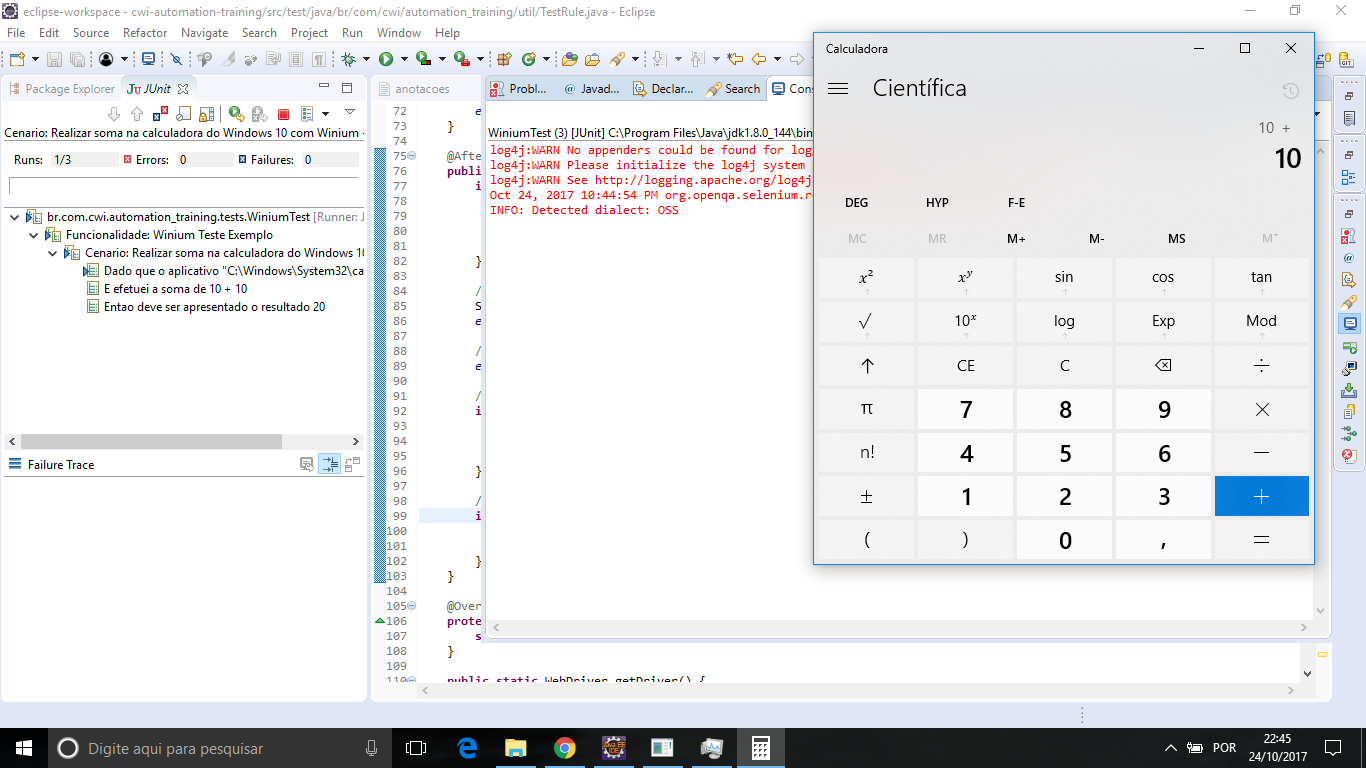 eclipse-workspace - cwi-automation-training/src/test/java/br/com/cwi/automation_training/util/TestRule.java - Eclipse
File Edit Source Refactor Navigate Search Project Run Window Help
Package Explorer JUnit
Cenario: Realizar soma na calculadora do Windows 10 com Winium -
Runs: 1/3 Errors: 0 Failures: 0
br.com.cwi.automation_training.tests.WiniumTest [Runner: J
Funcionalidade: Winium Teste Exemplo
Cenario: Realizar soma na calculadora do Windows 10
Dado que o aplicativo "C:\Windows\System32\ca
E efetuei a soma de 10 + 10
Entao deve ser apresentado o resultado 20
Failure Trace
anotacoes
72 e
73 }
74
75 @Afte
76 publi
77 i
78
79
80
81
82 }
83
84 /
85 S
86 e
87
88 /
89 e
90
91 /
92 i
93
94
95
96 }
97
98 /
99 i
100
101
102 }
103 }
104
105 @Over
106 prote
107 s
108 }
109
110 public static WebDriver getDriver() {
Probl... Javad... Declar... Search Cons
WiniumTest (3) [JUnit] C:\Program Files\Java\jdk1.8.0_144\bin
log4j:WARN No appenders could be found for log
log4j:WARN Please initialize the log4j system
log4j:WARN See http://logging.apache.org/log4j
Oct 24, 2017 10:44:54 PM org.openqa.selenium.re
INFO: Detected dialect: OSS
Calculadora
Científica
10 +
10
DEG HYP F-E
MC MR M+ M- MS M˅
x² xʸ sin cos tan
√ 10ˣ log Exp Mod
↑ CE C ⌫ ÷
π 7 8 9 ×
n! 4 5 6 −
± 1 2 3 +
( ) 0 , =
Digite aqui para pesquisar
POR
22:45
24/10/2017